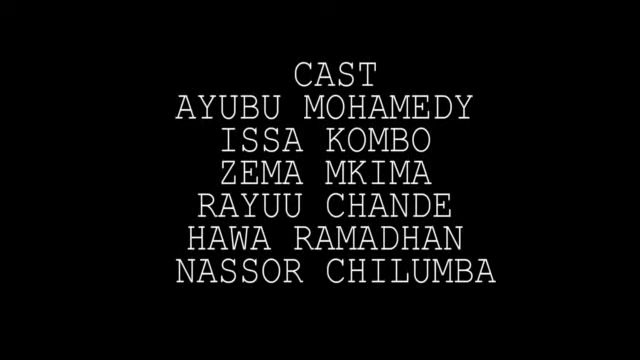 CAST
AYUBU MOHAMEDY
ISSA KOMBO
ZEMA MKIMA
RAYUU CHANDE
HAWA RAMADHAN
NASSOR CHILUMBA